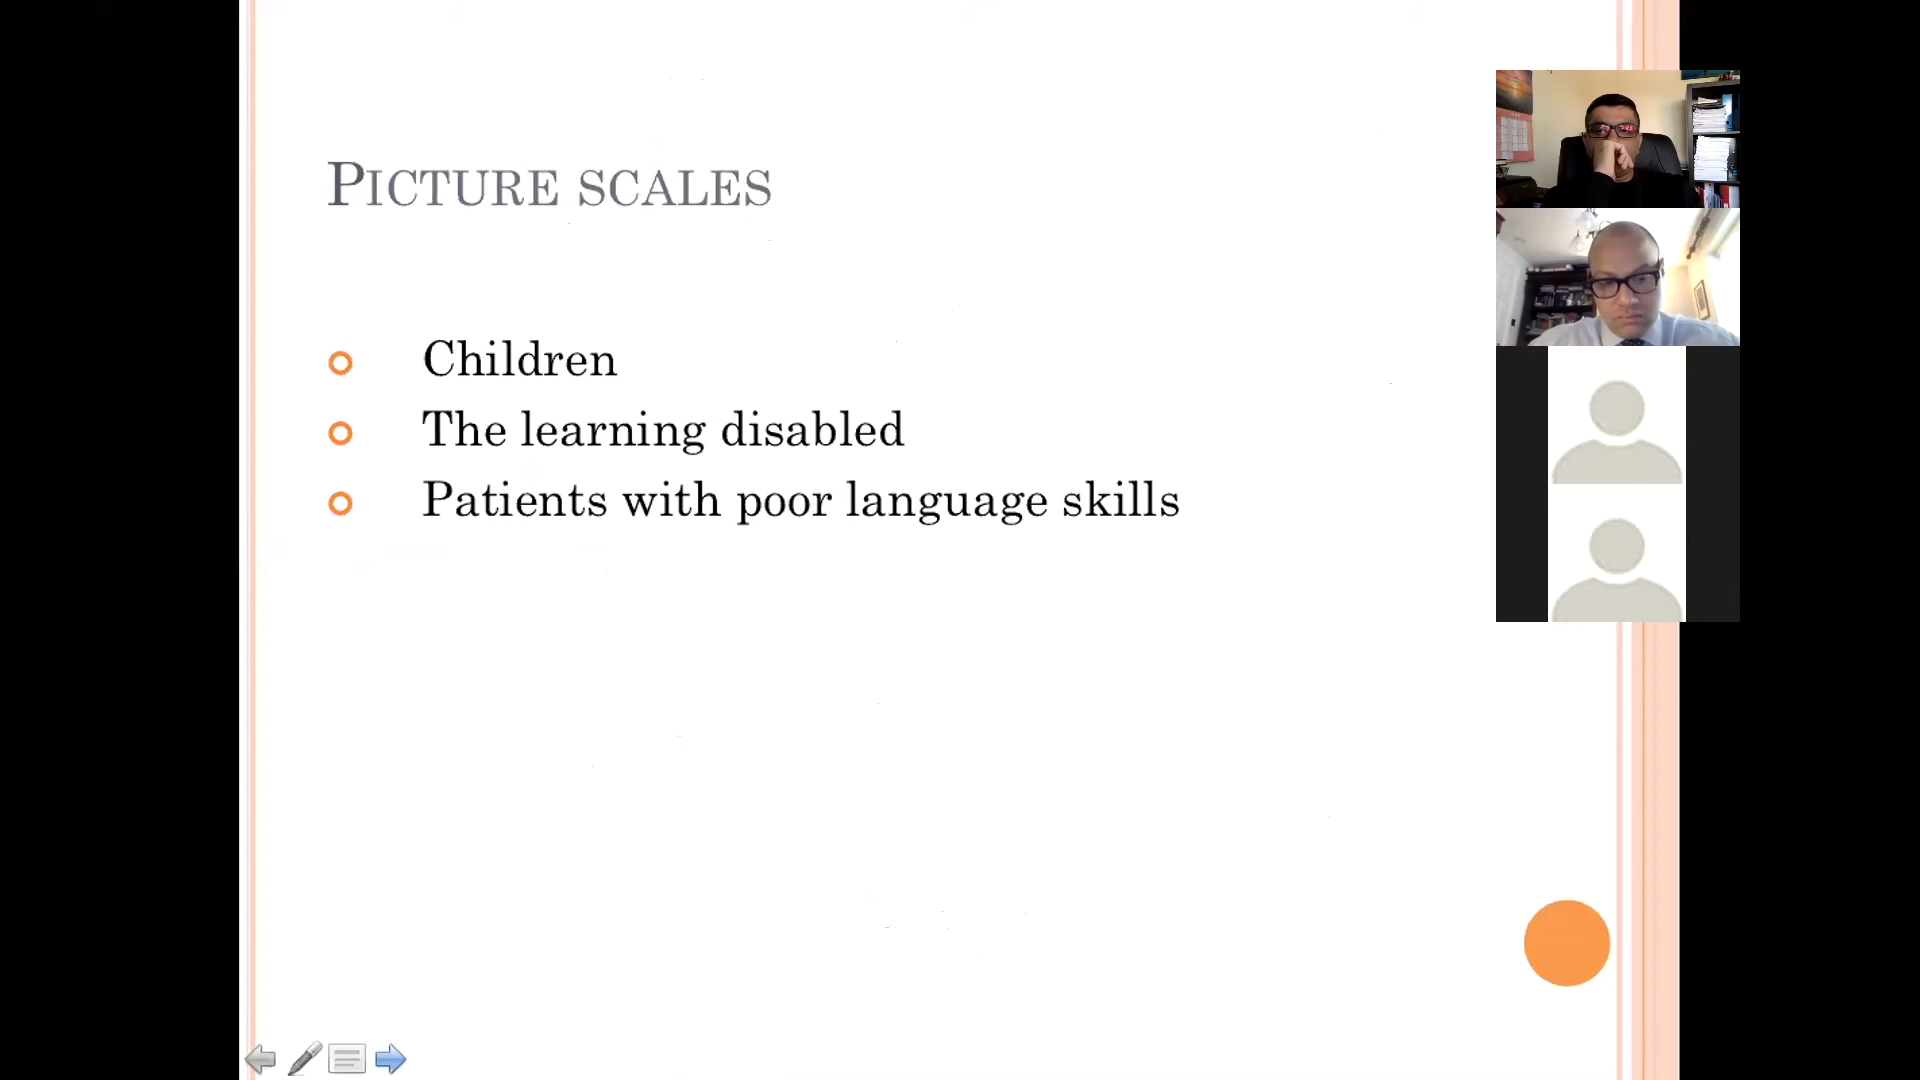 PICTURE SCALES
Children
The learning disabled
Patients with poor language skills